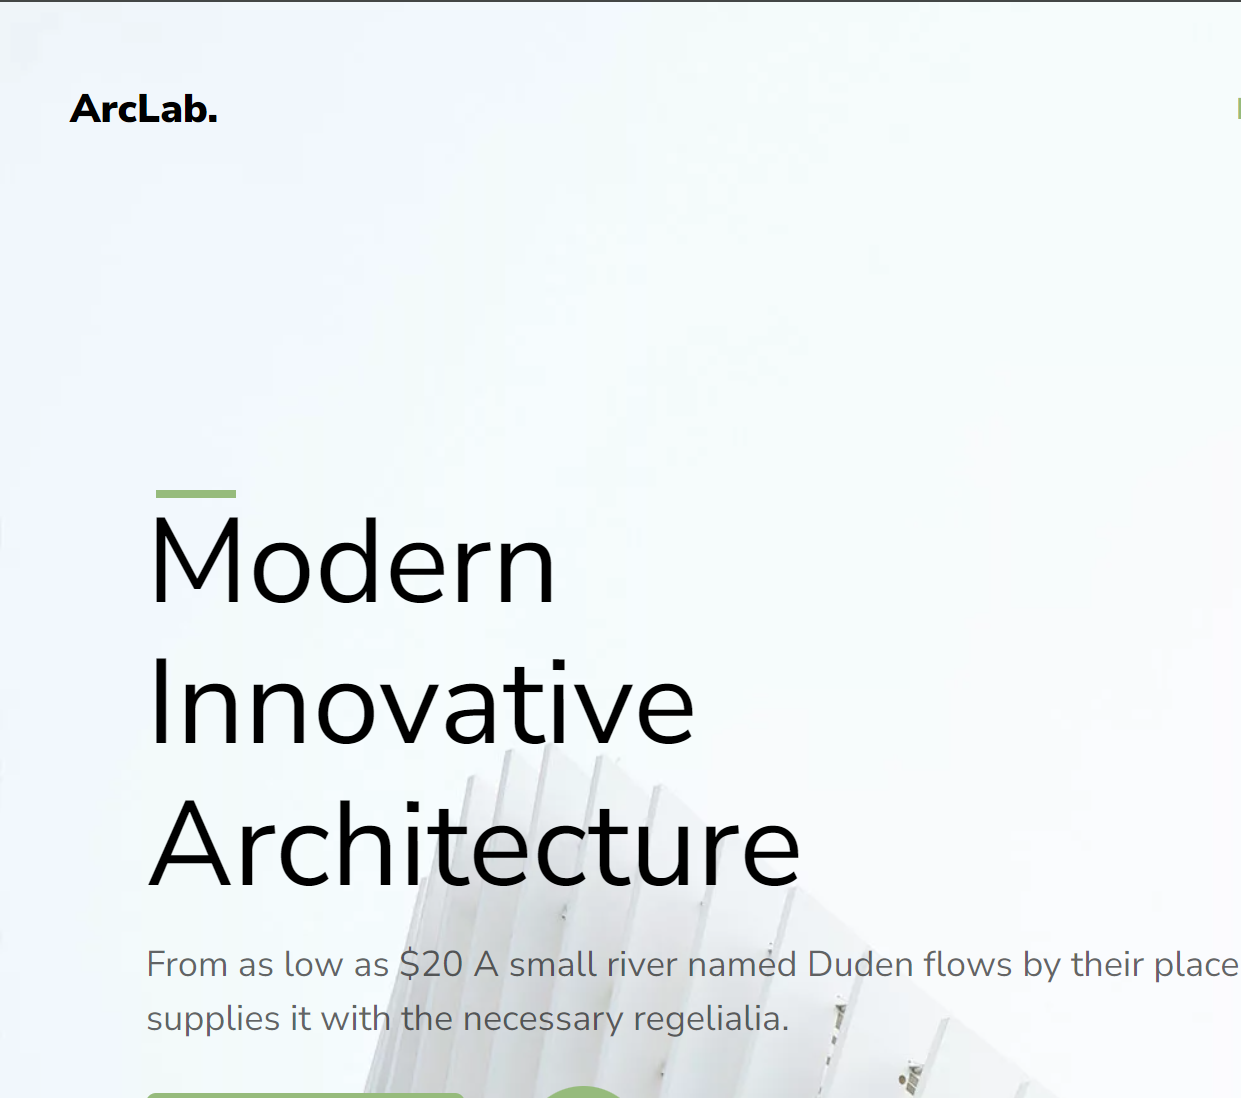 ArcLab.
Modern
Innovative
Architecture
From as low as $20 A small river named Duden flows by their place
supplies it with the necessary regelialia.